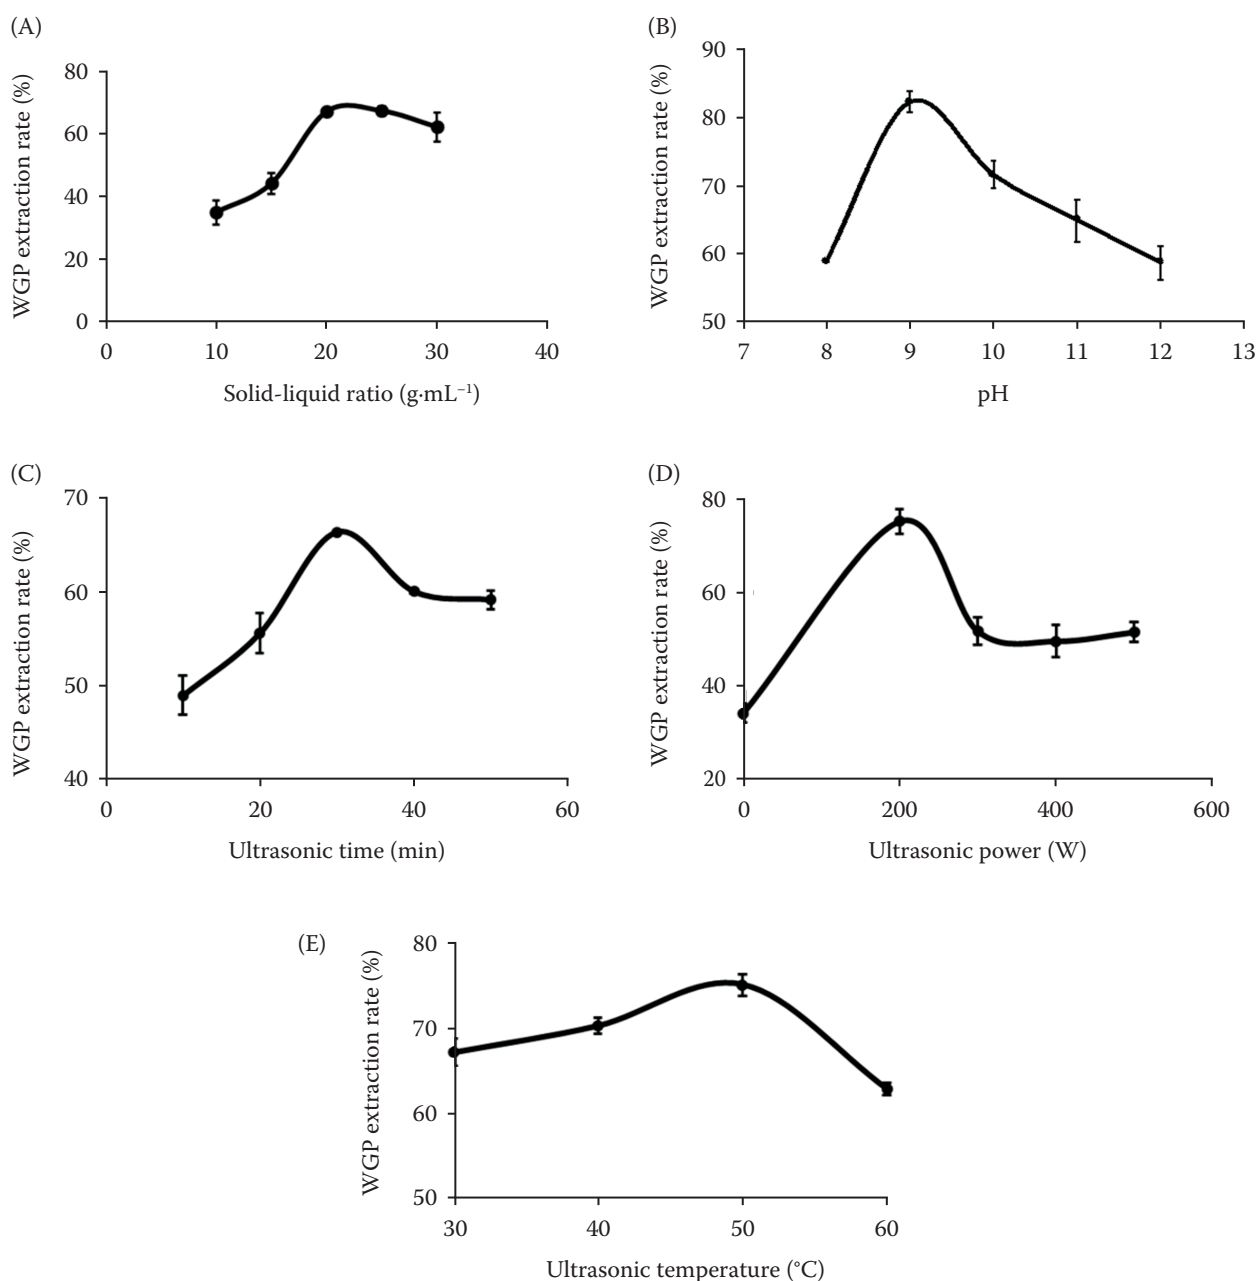 (A)
WGP extraction rate (%)
80
60
40
20
0
0 10 20 30 40
Solid-liquid ratio (g·mL⁻¹)
(B)
WGP extraction rate (%)
90
80
70
60
50
7 8 9 10 11 12 13
pH
(C)
WGP extraction rate (%)
70
60
50
40
0 20 40 60
Ultrasonic time (min)
(D)
WGP extraction rate (%)
80
60
40
20
0 200 400 600
Ultrasonic power (W)
(E)
WGP extraction rate (%)
80
70
60
50
30 40 50 60
Ultrasonic temperature (°C)